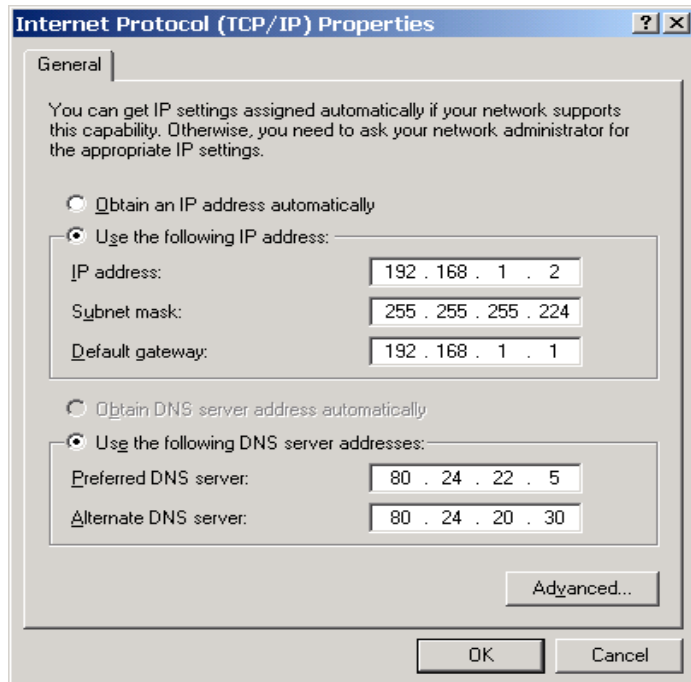 Internet Protocol (TCP/IP) Properties
General
You can get IP settings assigned automatically if your network supports
this capability. Otherwise, you need to ask your network administrator for
the appropriate IP settings.
Obtain an IP address automatically
Use the following IP address:
IP address: 192 . 168 . 1 . 2
Subnet mask: 255 . 255 . 255 . 224
Default gateway: 192 . 168 . 1 . 1
Obtain DNS server address automatically
Use the following DNS server addresses:
Preferred DNS server: 80 . 24 . 22 . 5
Alternate DNS server: 80 . 24 . 20 . 30
Advanced...
OK Cancel